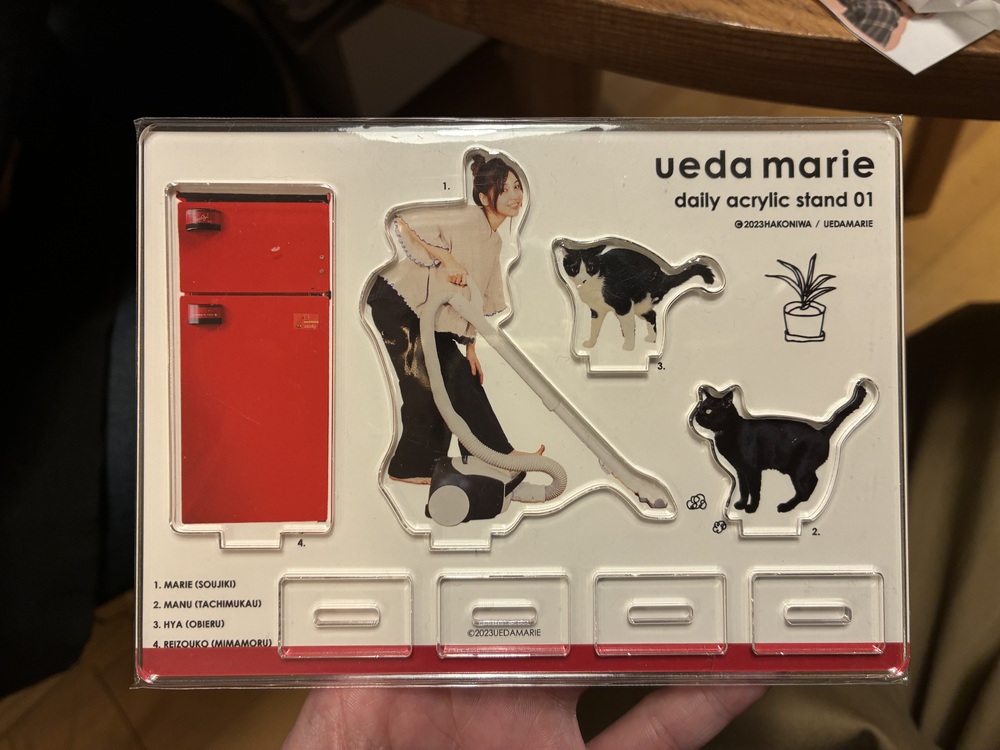 ueda marie
daily acrylic stand 01
©2023HAKONIWA / UEDAMARIE
1.
3.
2.
4.
1. MARIE (SOUJIKI)
2. MANU (TACHIMUKAU)
3. HYA (OBIERU)
4. REIZOUKO (MIMAMORU)
©2023UEDAMARIE